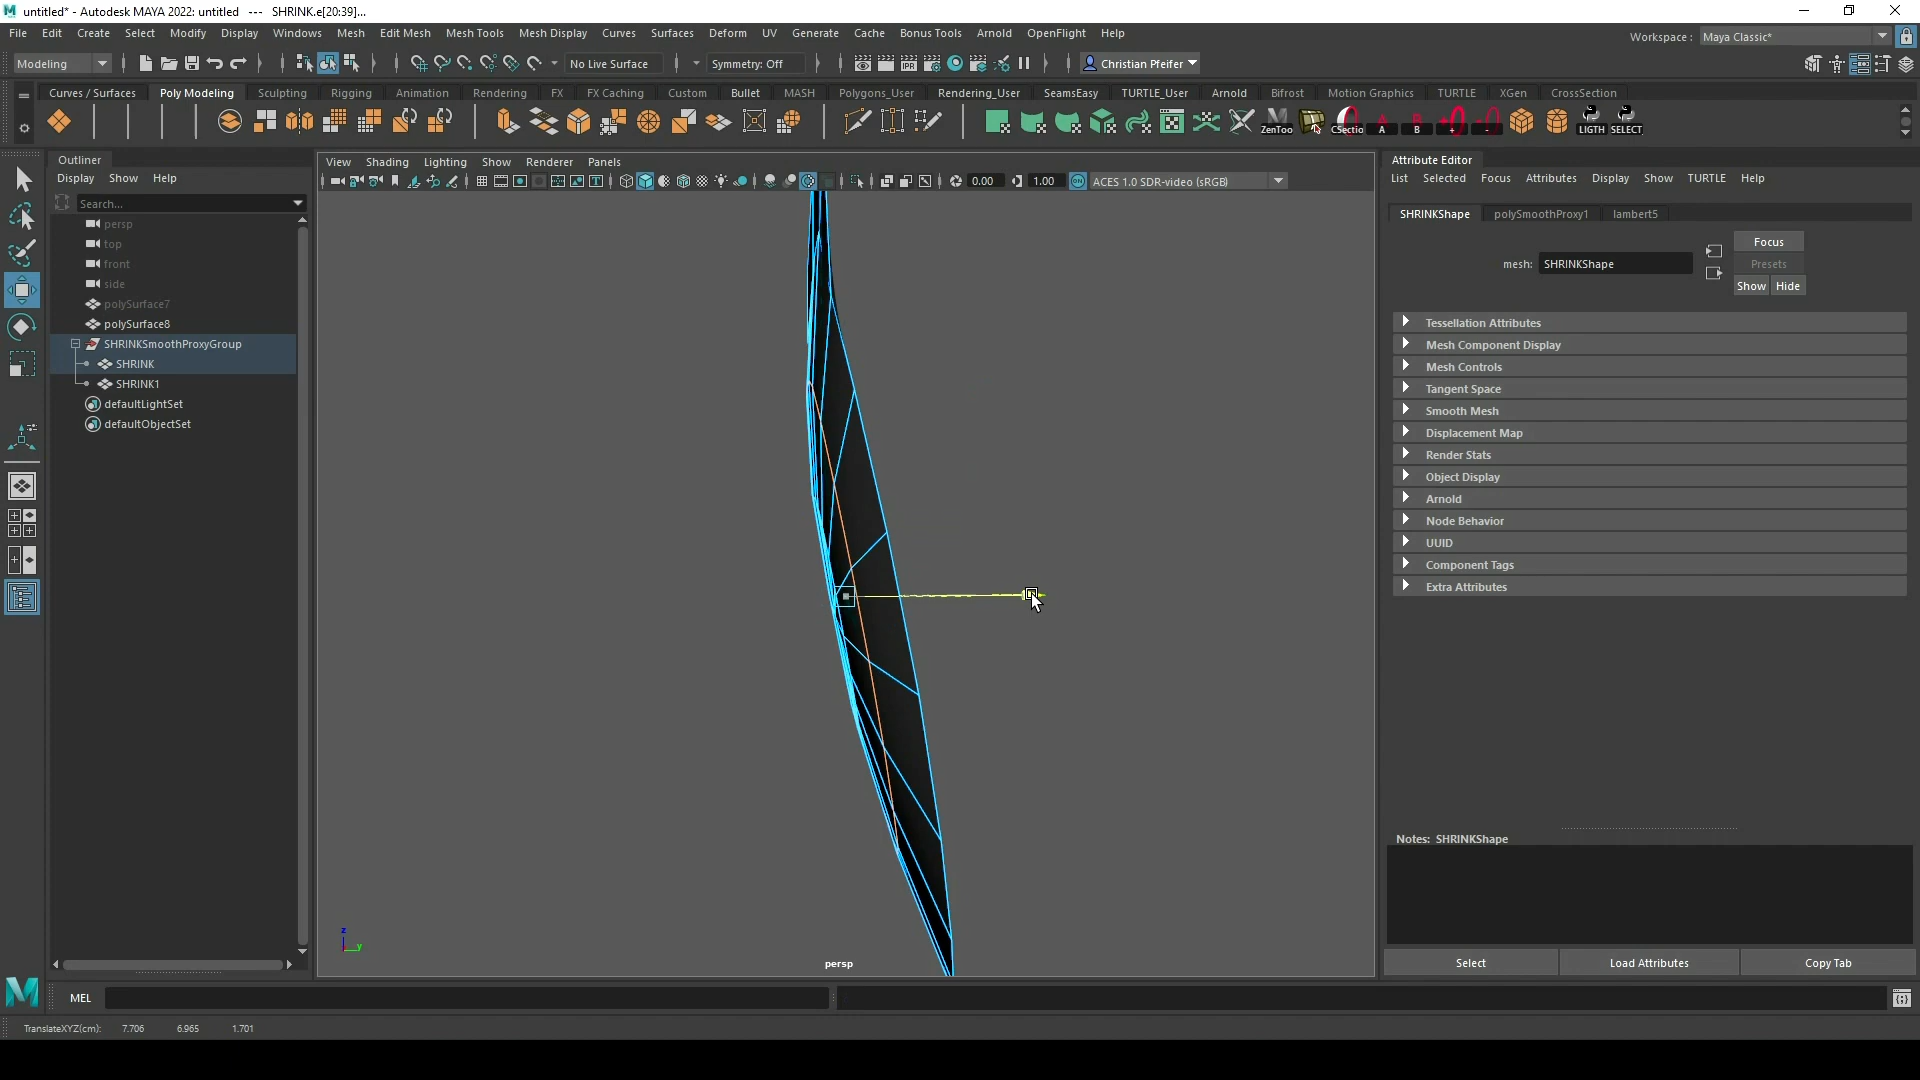 untitled* - Autodesk MAYA 2022: untitled --- SHRINK.e[20:39]...
File Edit Create Select Modify Display Windows Mesh Edit Mesh Mesh Tools Mesh Display Curves Surfaces Deform UV Generate Cache Bonus Tools Arnold OpenFlight Help
Workspace : Maya Classic*
Modeling No Live Surface Symmetry: Off Christian Pfeifer
Curves / Surfaces Poly Modeling Sculpting Rigging Animation Rendering FX FX Caching Custom Bullet MASH Polygons_User Rendering_User SeamsEasy TURTLE_User Arnold Bifrost Motion Graphics TURTLE XGen CrossSection
ZenToo CSectio A B + - LIGTH SELECT
Outliner
Display Show Help
Search...
persp
top
front
side
polySurface7
polySurface8
SHRINKSmoothProxyGroup
SHRINK
SHRINK1
defaultLightSet
defaultObjectSet
View Shading Lighting Show Renderer Panels
IPR 0.00 1.00 ON ACES 1.0 SDR-video (sRGB)
z
y
persp
Attribute Editor
List Selected Focus Attributes Display Show TURTLE Help
SHRINKShape polySmoothProxy1 lambert5
mesh: SHRINKShape
Focus
Presets
Show Hide
Tessellation Attributes
Mesh Component Display
Mesh Controls
Tangent Space
Smooth Mesh
Displacement Map
Render Stats
Object Display
Arnold
Node Behavior
UUID
Component Tags
Extra Attributes
Notes: SHRINKShape
Select Load Attributes Copy Tab
MEL
TranslateXYZ(cm): 7.706 6.965 1.701